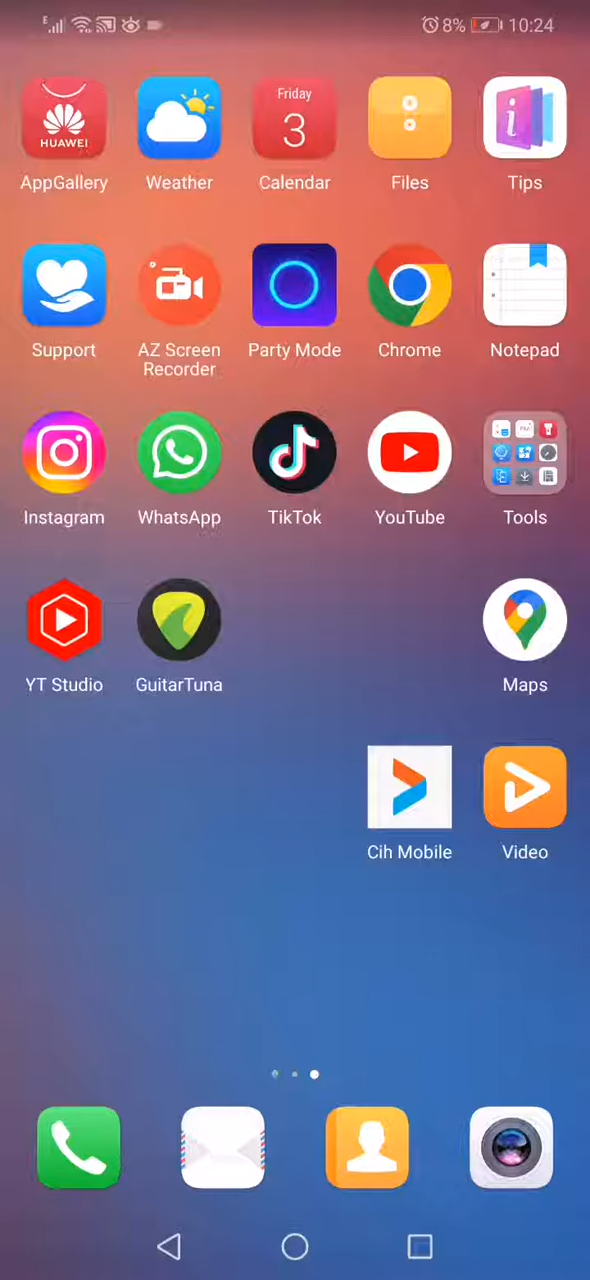 E 8% 10:24
HUAWEI
Friday
3
AppGallery Weather Calendar Files Tips
Support AZ Screen Recorder Party Mode Chrome Notepad
Instagram WhatsApp TikTok YouTube Tools
YT Studio GuitarTuna Maps
Cih Mobile Video